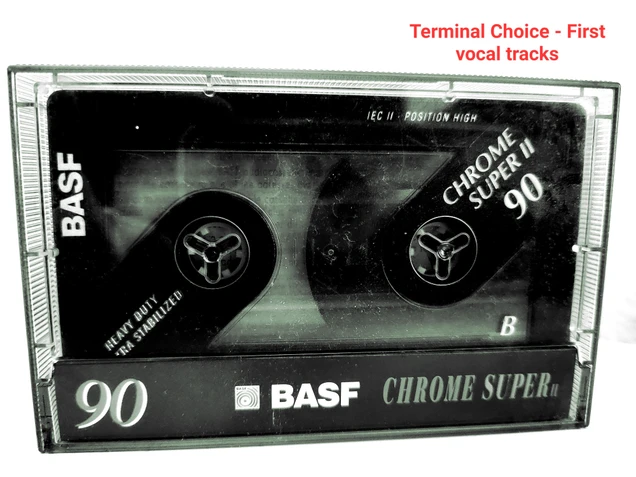 Terminal Choice - First
vocal tracks
IEC II · POSITION HIGH
BASF
CHROME
SUPER II
90
HEAVY DUTY
STABILIZED
B
90
BASF
CHROME SUPER II